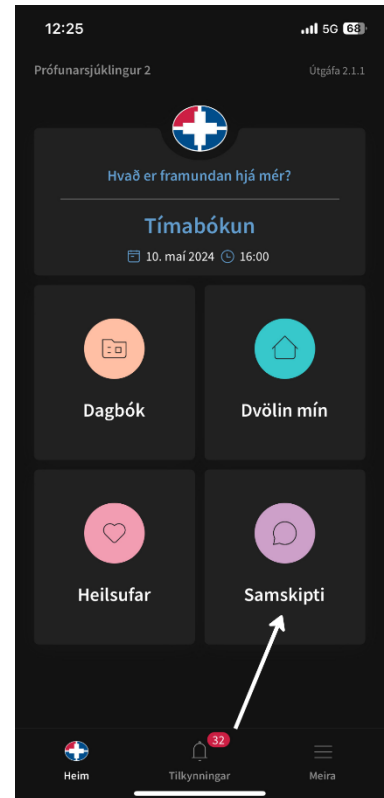 12:25 5G 68
Prófunarsjúklingur 2 Útgáfa 2.1.1
Hvað er framundan hjá mér?
Tímabókun
10. maí 2024 16:00
Dagbók Dvölin mín
Heilsufar Samskipti
32
Heim Tilkynningar Meira